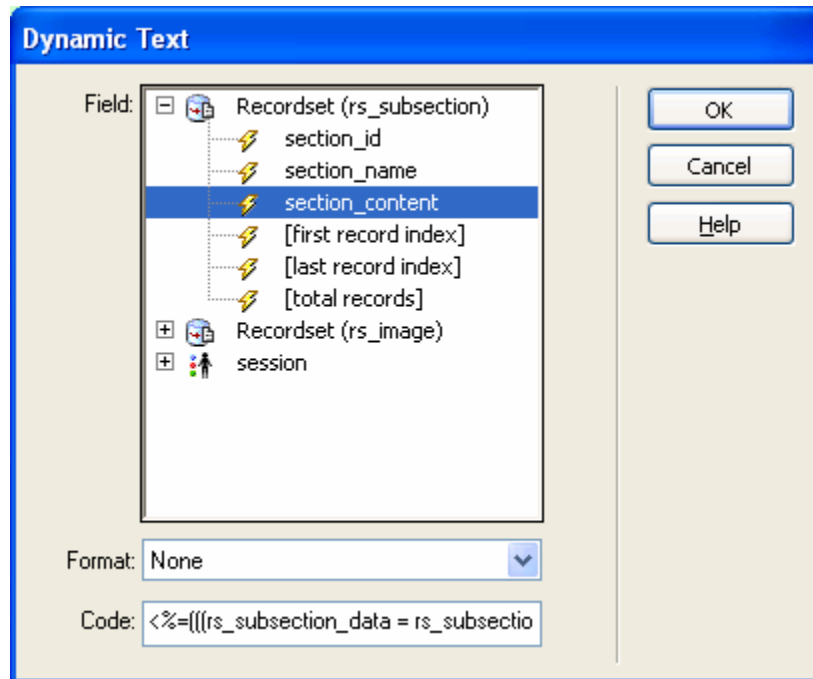 Dynamic Text
Field:
Recordset (rs_subsection)
section_id
section_name
section_content
[first record index]
[last record index]
[total records]
Recordset (rs_image)
session
OK
Cancel
Help
Format: None
Code: <%=(((rs_subsection_data = rs_subsectio